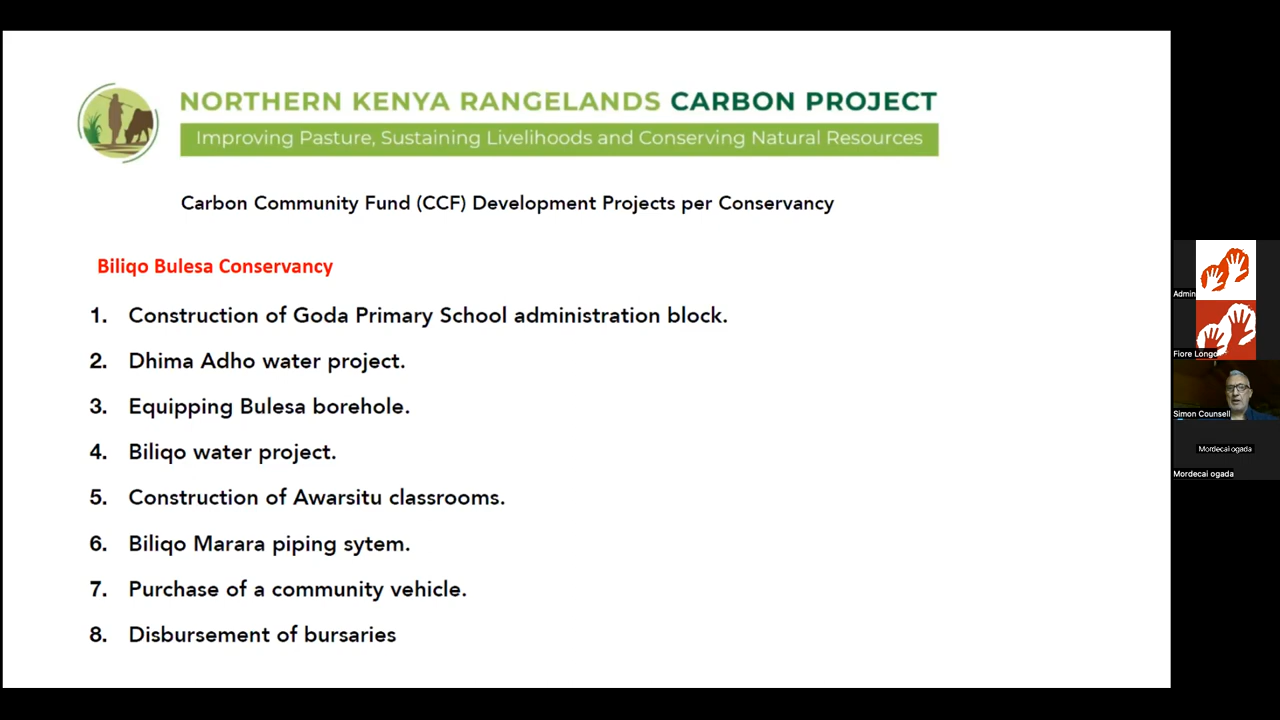 NORTHERN KENYA RANGELANDS CARBON PROJECT
Improving Pasture, Sustaining Livelihoods and Conserving Natural Resources
Carbon Community Fund (CCF) Development Projects per Conservancy
Biliqo Bulesa Conservancy
1. Construction of Goda Primary School administration block.
2. Dhima Adho water project.
3. Equipping Bulesa borehole.
4. Biliqo water project.
5. Construction of Awarsitu classrooms.
6. Biliqo Marara piping sytem.
7. Purchase of a community vehicle.
8. Disbursement of bursaries
Admin
Fiore Longo
Simon Counsell
Mordecai ogada
Mordecai ogada